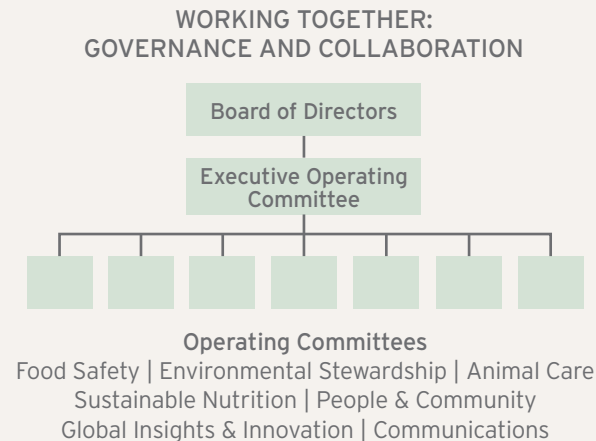 WORKING TOGETHER:
GOVERNANCE AND COLLABORATION
Board of Directors
Executive Operating
Committee
Operating Committees
Food Safety | Environmental Stewardship | Animal Care
Sustainable Nutrition | People & Community
Global Insights & Innovation | Communications